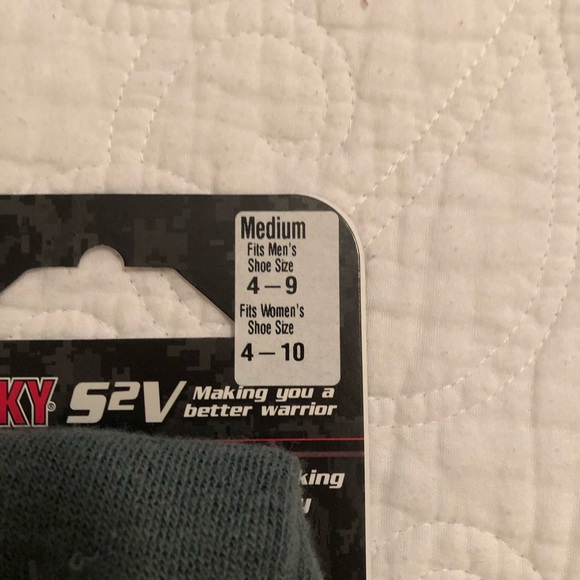 Medium
Fits Men's
Shoe Size
4 – 9
Fits Women's
Shoe Size
4 – 10
KY® S2V Making you a
better warrior
king
y